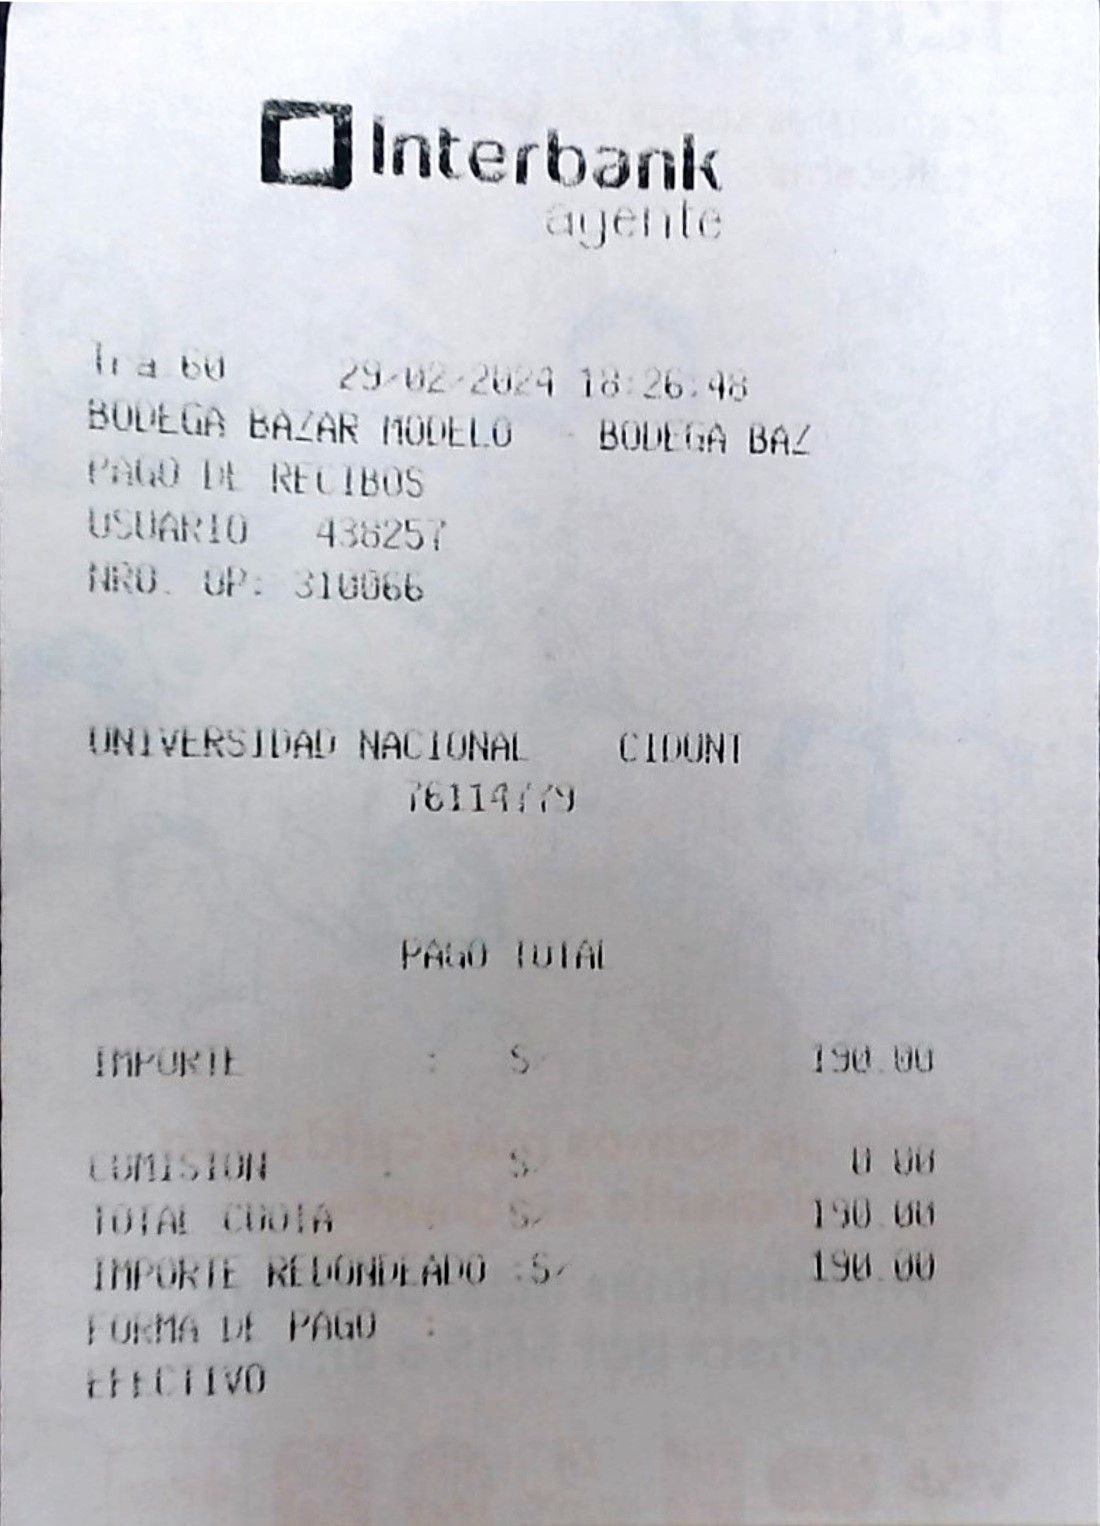 Interbank
agente
Tra 60 29/02/2024 18:26:48
BODEGA BAZAR MODELO - BODEGA BAZ
PAGO DE RECIBOS
USUARIO 438257
NRO. OP: 310066
UNIVERSIDAD NACIONAL CIDUNT
76114779
PAGO TOTAL
IMPORTE : S/ 190.00
COMISION : S/ 0.00
TOTAL CUOTA : S/ 190.00
IMPORTE REDONDEADO :S/ 190.00
FORMA DE PAGO :
EFECTIVO